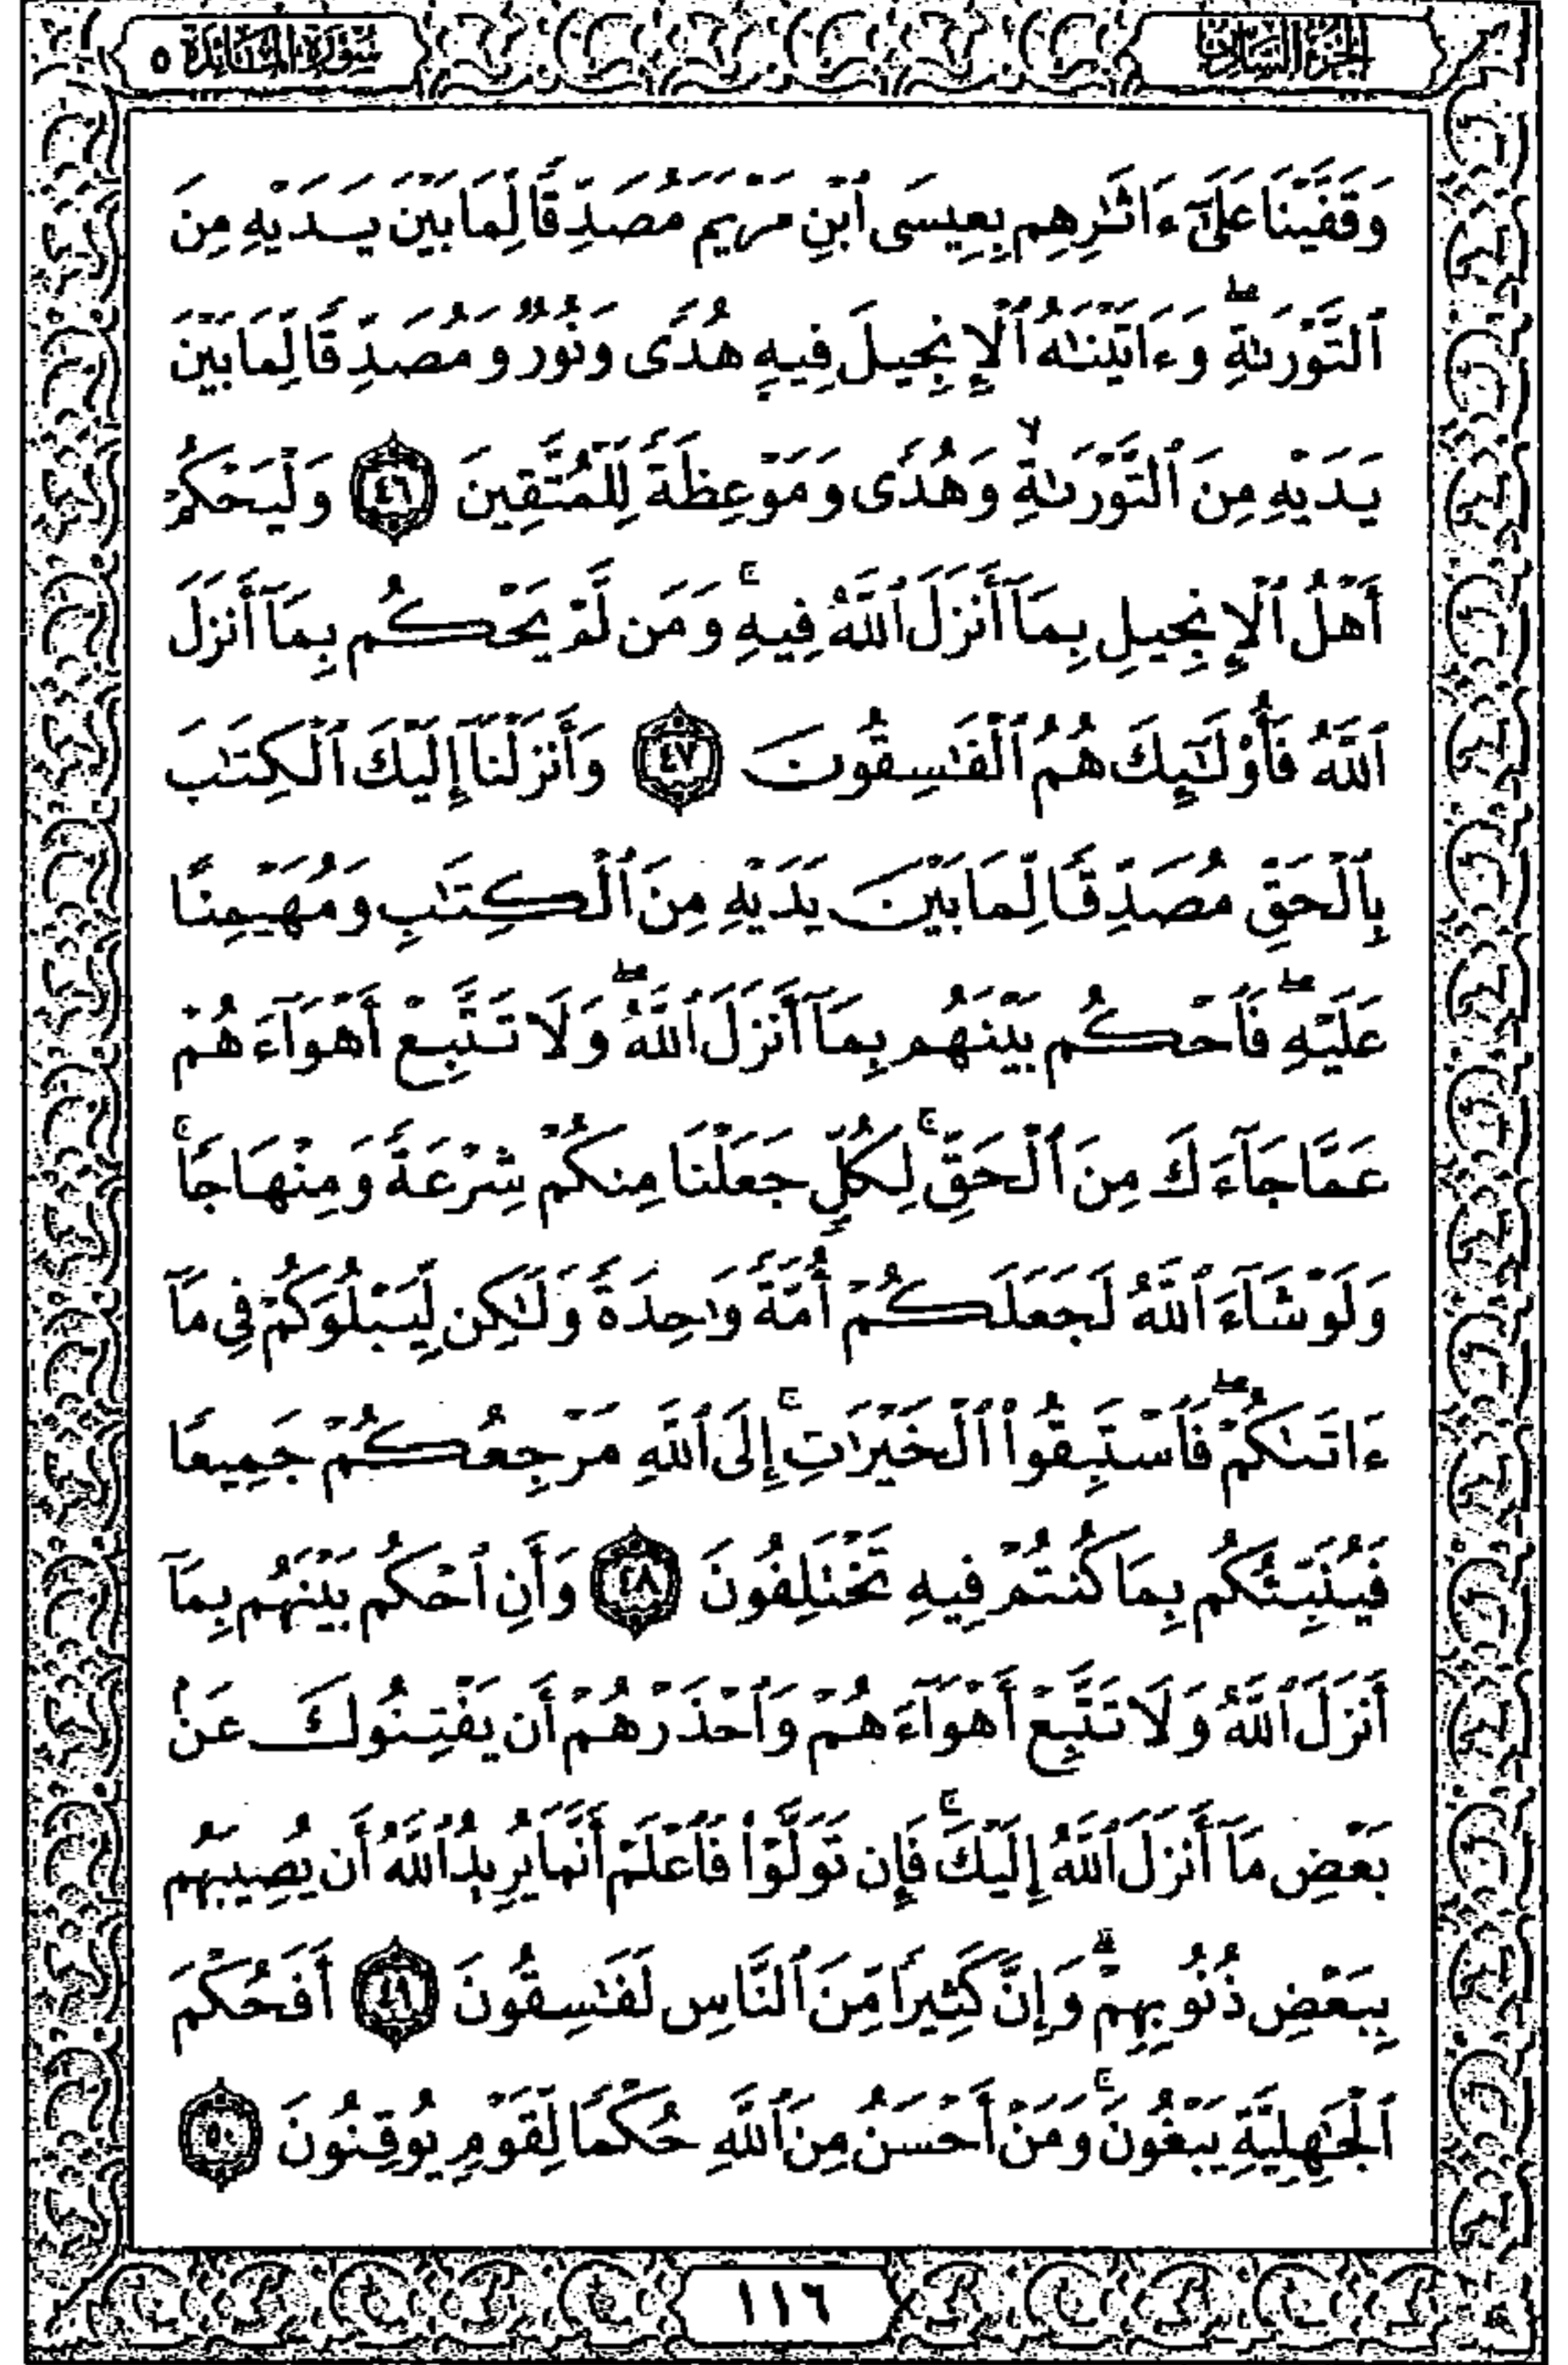 الجزء السادس
سورة المائدة ٥
وَقَفَّيْنَا عَلَىٰٓ ءَاثَـٰرِهِم بِعِيسَى ٱبْنِ مَرْيَمَ مُصَدِّقًا لِّمَا بَيْنَ يَدَيْهِ مِنَ
ٱلتَّوْرَىٰةِ ۖ وَءَاتَيْنَـٰهُ ٱلْإِنجِيلَ فِيهِ هُدًى وَنُورٌ وَمُصَدِّقًا لِّمَا بَيْنَ
يَدَيْهِ مِنَ ٱلتَّوْرَىٰةِ ۙ وَهُدًى وَمَوْعِظَةً لِّلْمُتَّقِينَ ٤٦ وَلْيَحْكُمْ
أَهْلُ ٱلْإِنجِيلِ بِمَآ أَنزَلَ ٱللَّهُ فِيهِ ۚ وَمَن لَّمْ يَحْكُم بِمَآ أَنزَلَ
ٱللَّهُ فَأُو۟لَـٰٓئِكَ هُمُ ٱلْفَـٰسِقُونَ ٤٧ وَأَنزَلْنَآ إِلَيْكَ ٱلْكِتَـٰبَ
بِٱلْحَقِّ مُصَدِّقًا لِّمَا بَيْنَ يَدَيْهِ مِنَ ٱلْكِتَـٰبِ وَمُهَيْمِنًا
عَلَيْهِ ۖ فَٱحْكُم بَيْنَهُم بِمَآ أَنزَلَ ٱللَّهُ ۖ وَلَا تَتَّبِعْ أَهْوَآءَهُمْ
عَمَّا جَآءَكَ مِنَ ٱلْحَقِّ ۚ لِكُلٍّ جَعَلْنَا مِنكُمْ شِرْعَةً وَمِنْهَاجًا ۚ
وَلَوْ شَآءَ ٱللَّهُ لَجَعَلَكُمْ أُمَّةً وَٰحِدَةً وَلَـٰكِن لِّيَبْلُوَكُمْ فِى مَآ
ءَاتَىٰكُمْ ۖ فَٱسْتَبِقُوا۟ ٱلْخَيْرَٰتِ ۚ إِلَى ٱللَّهِ مَرْجِعُكُمْ جَمِيعًا
فَيُنَبِّئُكُم بِمَا كُنتُمْ فِيهِ تَخْتَلِفُونَ ٤٨ وَأَنِ ٱحْكُم بَيْنَهُم بِمَآ
أَنزَلَ ٱللَّهُ وَلَا تَتَّبِعْ أَهْوَآءَهُمْ وَٱحْذَرْهُمْ أَن يَفْتِنُوكَ عَنۢ
بَعْضِ مَآ أَنزَلَ ٱللَّهُ إِلَيْكَ ۖ فَإِن تَوَلَّوْا۟ فَٱعْلَمْ أَنَّمَا يُرِيدُ ٱللَّهُ أَن يُصِيبَهُم
بِبَعْضِ ذُنُوبِهِمْ ۗ وَإِنَّ كَثِيرًا مِّنَ ٱلنَّاسِ لَفَـٰسِقُونَ ٤٩ أَفَحُكْمَ
ٱلْجَـٰهِلِيَّةِ يَبْغُونَ ۚ وَمَنْ أَحْسَنُ مِنَ ٱللَّهِ حُكْمًا لِّقَوْمٍ يُوقِنُونَ ٥٠
١١٦